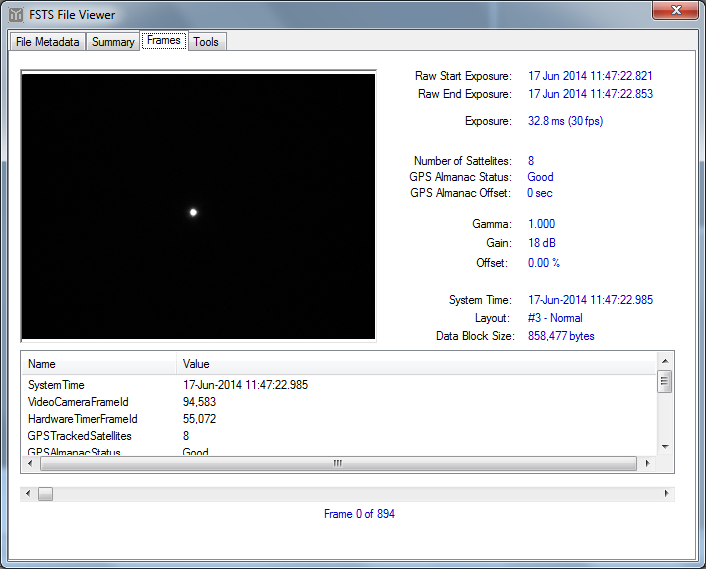 FSTS File Viewer
File Metadata Summary Frames Tools
Raw Start Exposure: 17 Jun 2014 11:47:22.821
Raw End Exposure: 17 Jun 2014 11:47:22.853
Exposure: 32.8 ms (30 fps)
Number of Sattelites: 8
GPS Almanac Status: Good
GPS Almanac Offset: 0 sec
Gamma: 1.000
Gain: 18 dB
Offset: 0.00 %
System Time: 17-Jun-2014 11:47:22.985
Layout: #3 - Normal
Data Block Size: 858,477 bytes
Name Value
SystemTime 17-Jun-2014 11:47:22.985
VideoCameraFrameId 94,583
HardwareTimerFrameId 55,072
GPSTrackedSatellites 8
GPSAlmanacStatus Good
Frame 0 of 894